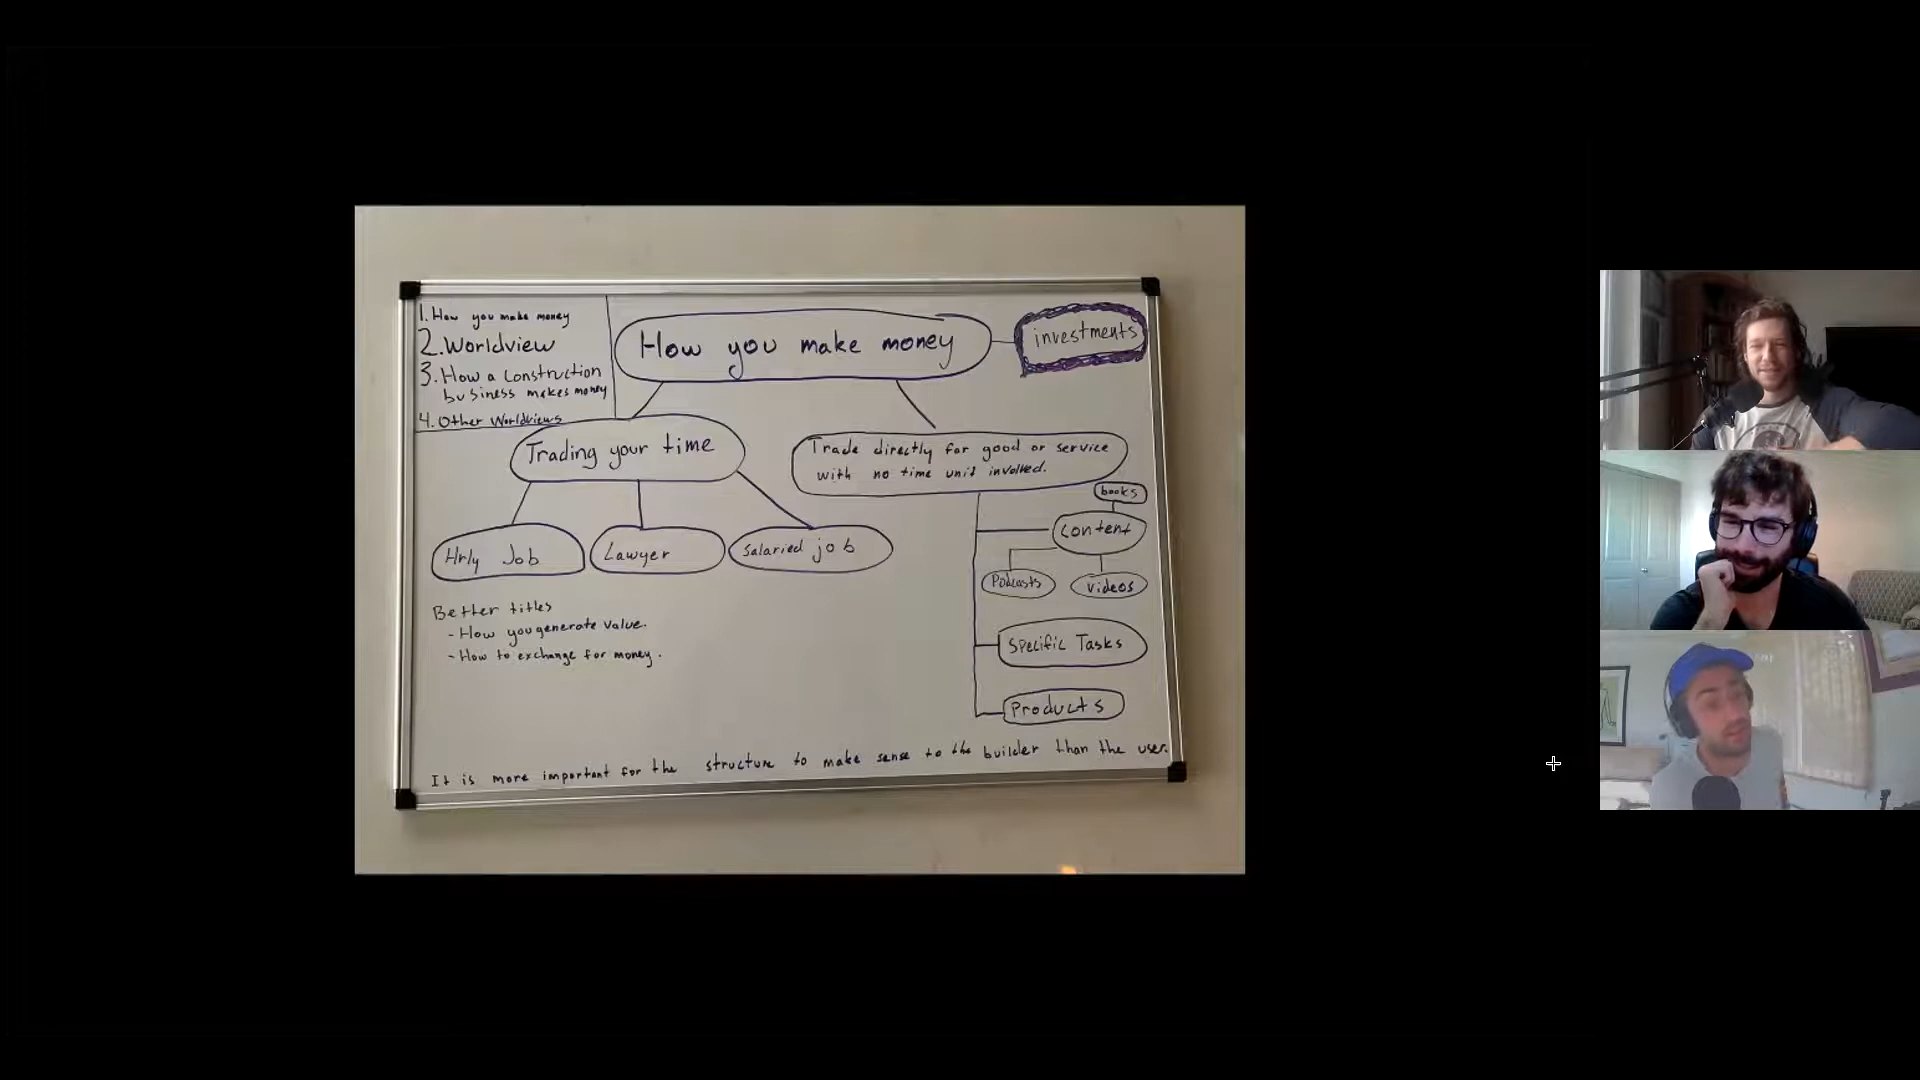 1. How you make money
2. Worldview
3. How a Construction
business makes money
4. Other Worldviews
How you make money
investments
Trading your time
Trade directly for good or service
with no time unit involved.
Hrly Job
Lawyer
Salaried job
books
Content
Podcasts
videos
Specific Tasks
Products
Better titles
- How you generate value.
- How to exchange for money.
It is more important for the structure to make sense to the builder than the user.